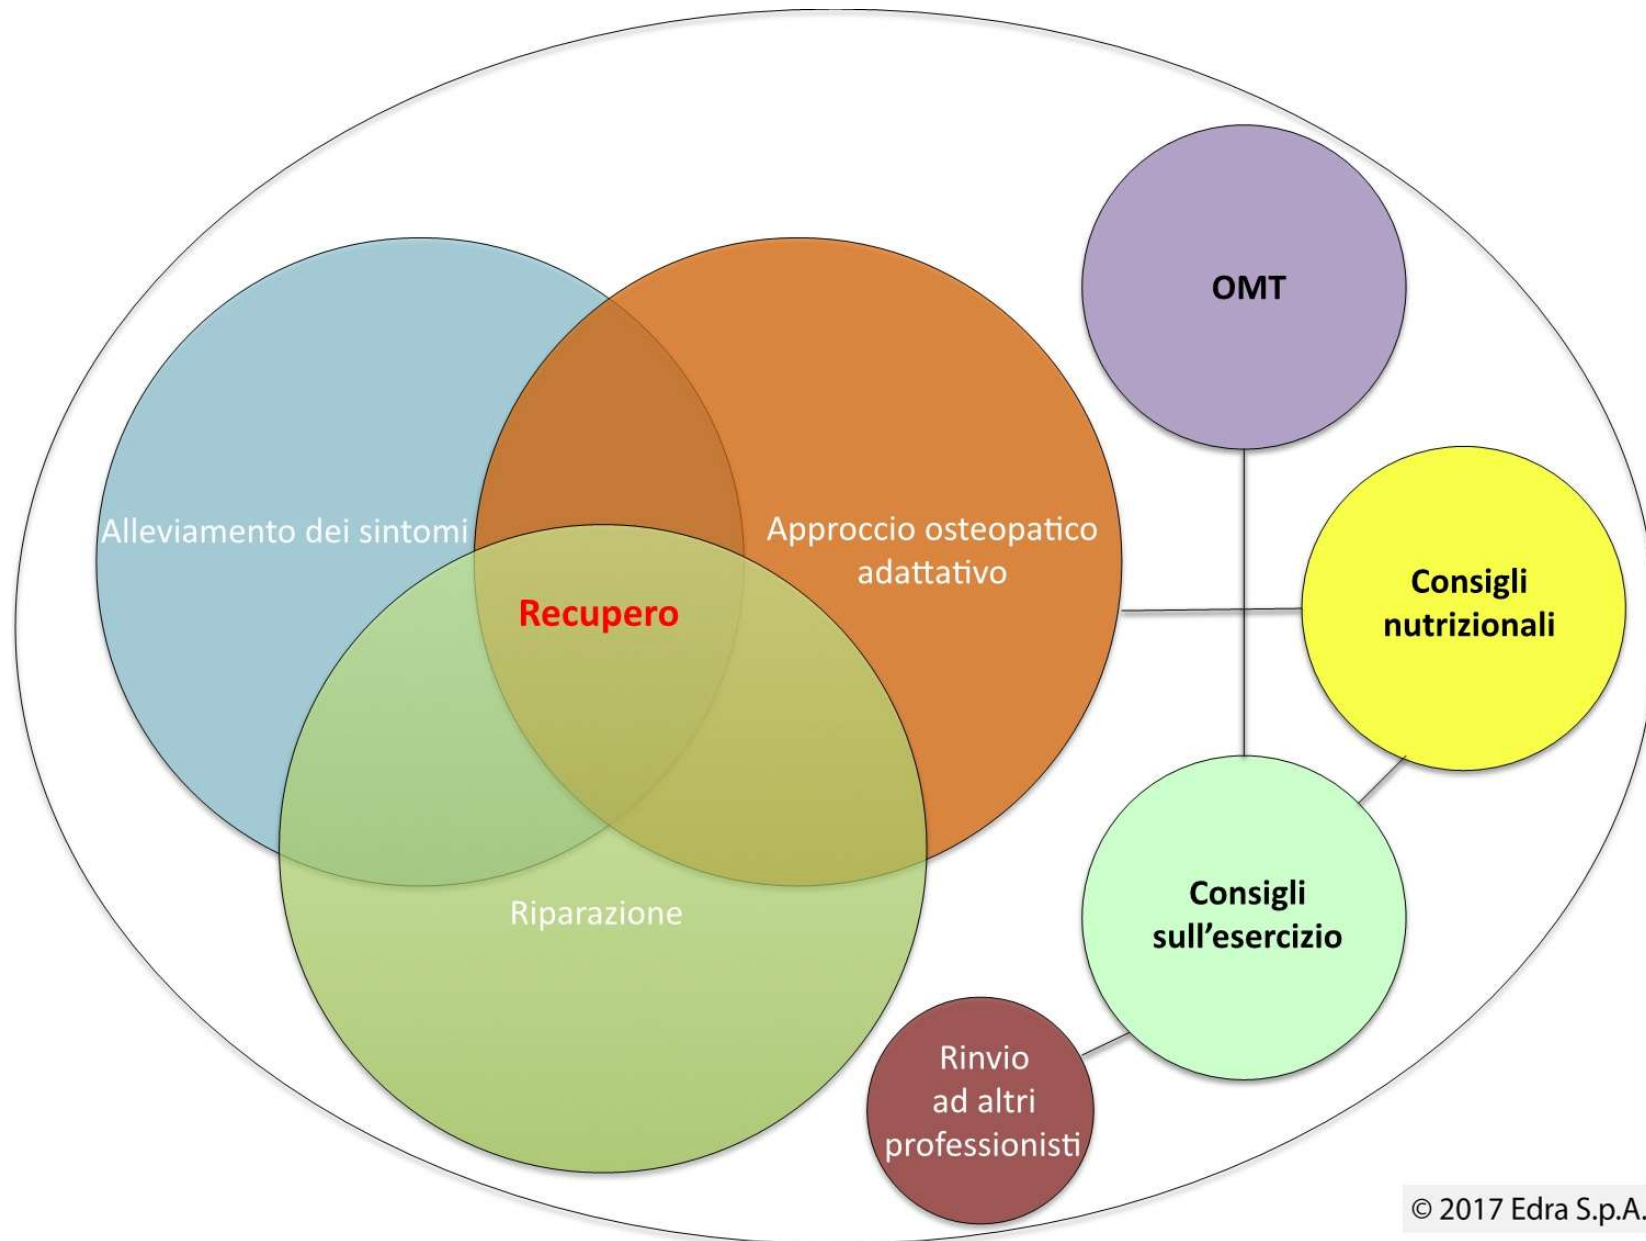 OMT
Alleviamento dei sintomi
Approccio osteopatico
adattativo
Recupero
Consigli
nutrizionali
Riparazione
Consigli
sull’esercizio
Rinvio
ad altri
professionisti
© 2017 Edra S.p.A.